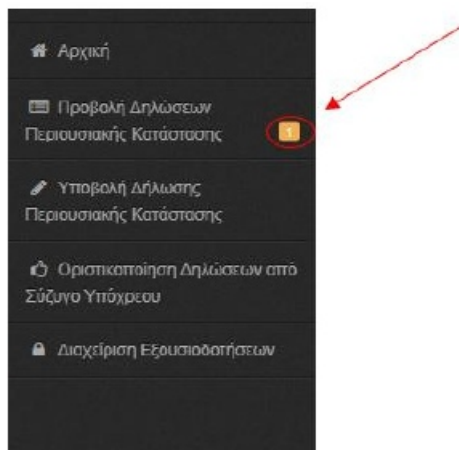 Αρχική
Προβολή Δηλώσεων
Περιουσιακής Κατάστασης 1
Υποβολή Δήλωσης
Περιουσιακής Κατάστασης
Οριστικοποίηση Δηλώσεων από
Σύζυγο Υπόχρεου
Διαχείριση Εξουσιοδοτήσεων